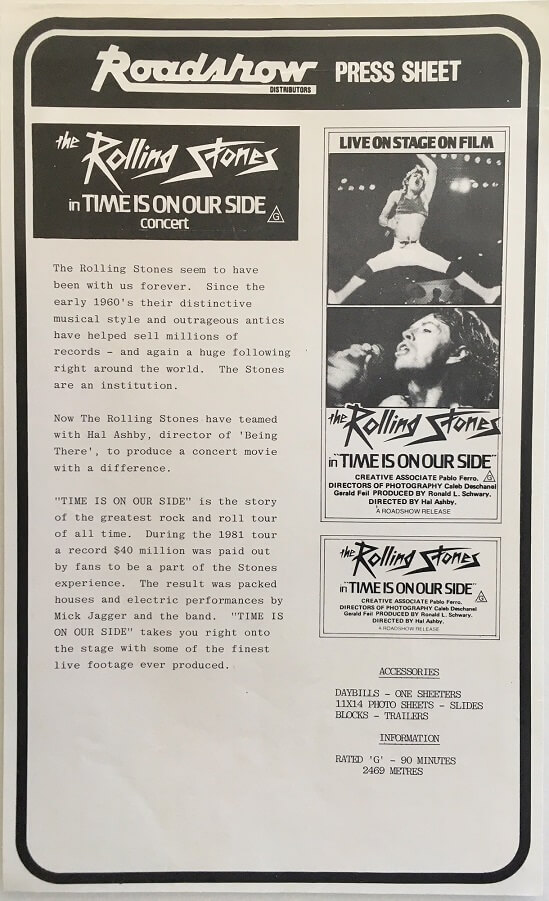 Roadshow
DISTRIBUTORS
PRESS SHEET
the Rolling Stones
in TIME IS ON OUR SIDE
concert
G
The Rolling Stones seem to have
been with us forever. Since the
early 1960's their distinctive
musical style and outrageous antics
have helped sell millions of
records - and again a huge following
right around the world. The Stones
are an institution.
Now The Rolling Stones have teamed
with Hal Ashby, director of 'Being
There', to produce a concert movie
with a difference.
"TIME IS ON OUR SIDE" is the story
of the greatest rock and roll tour
of all time. During the 1981 tour
a record $40 million was paid out
by fans to be a part of the Stones
experience. The result was packed
houses and electric performances by
Mick Jagger and the band. "TIME IS
ON OUR SIDE" takes you right onto
the stage with some of the finest
live footage ever produced.
LIVE ON STAGE ON FILM
the Rolling Stones
in "TIME IS ON OUR SIDE"
CREATIVE ASSOCIATE Pablo Ferro. G
DIRECTORS OF PHOTOGRAPHY Caleb Deschanel
Gerald Feil PRODUCED BY Ronald L. Schwary.
DIRECTED BY Hal Ashby.
A ROADSHOW RELEASE
the Rolling Stones
in "TIME IS ON OUR SIDE"
CREATIVE ASSOCIATE Pablo Ferro. G
DIRECTORS OF PHOTOGRAPHY Caleb Deschanel
Gerald Feil PRODUCED BY Ronald L. Schwary.
DIRECTED BY Hal Ashby.
A ROADSHOW RELEASE
ACCESSORIES
DAYBILLS - ONE SHEETERS
11X14 PHOTO SHEETS - SLIDES
BLOCKS - TRAILERS
INFORMATION
RATED 'G' - 90 MINUTES
2469 METRES